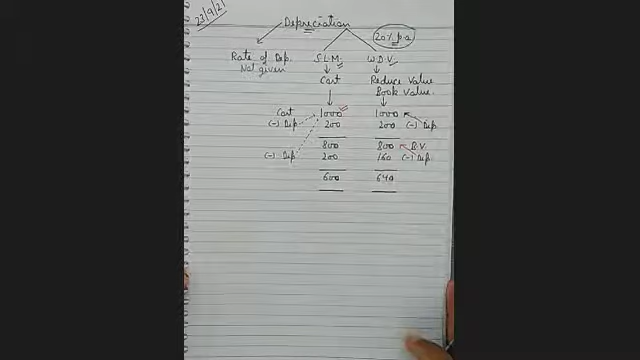 23/9/21
Depreciation
20% p.a
Rate of Dep. S.L.M. W.D.V.
Not given
Cost Reduce Value
Book Value.
Cost 1000 1000
(-) Dep 200 200 (-) Dep
800 800 B.V
(-) Dep 200 160 (-) Dep
600 640